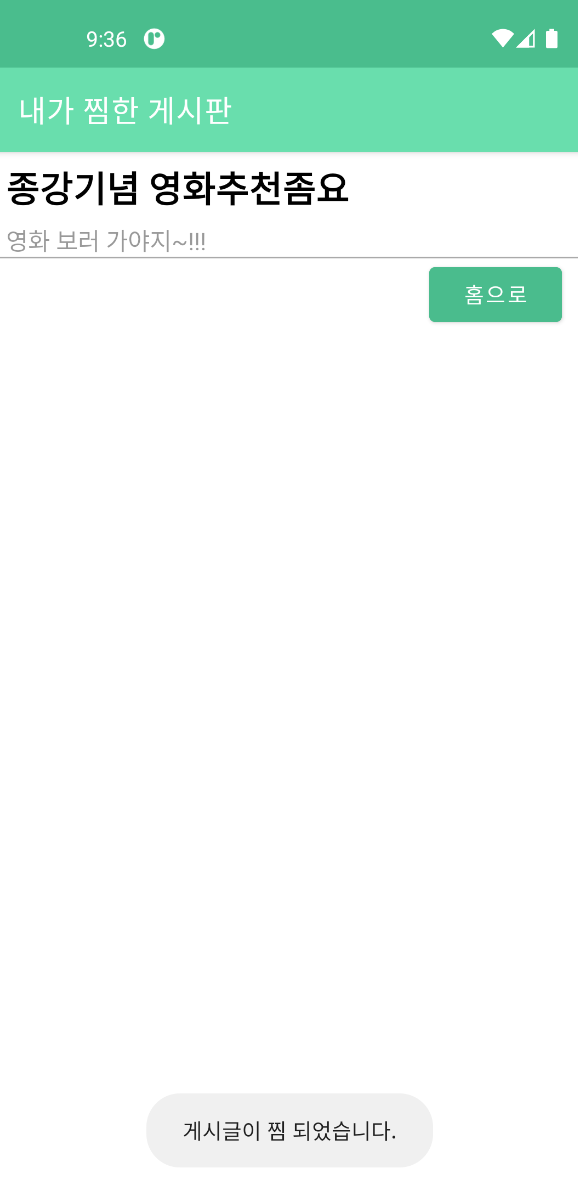 9:36
내가 찜한 게시판
종강기념 영화추천좀요
영화 보러 가야지~!!!
홈으로
게시글이 찜 되었습니다.